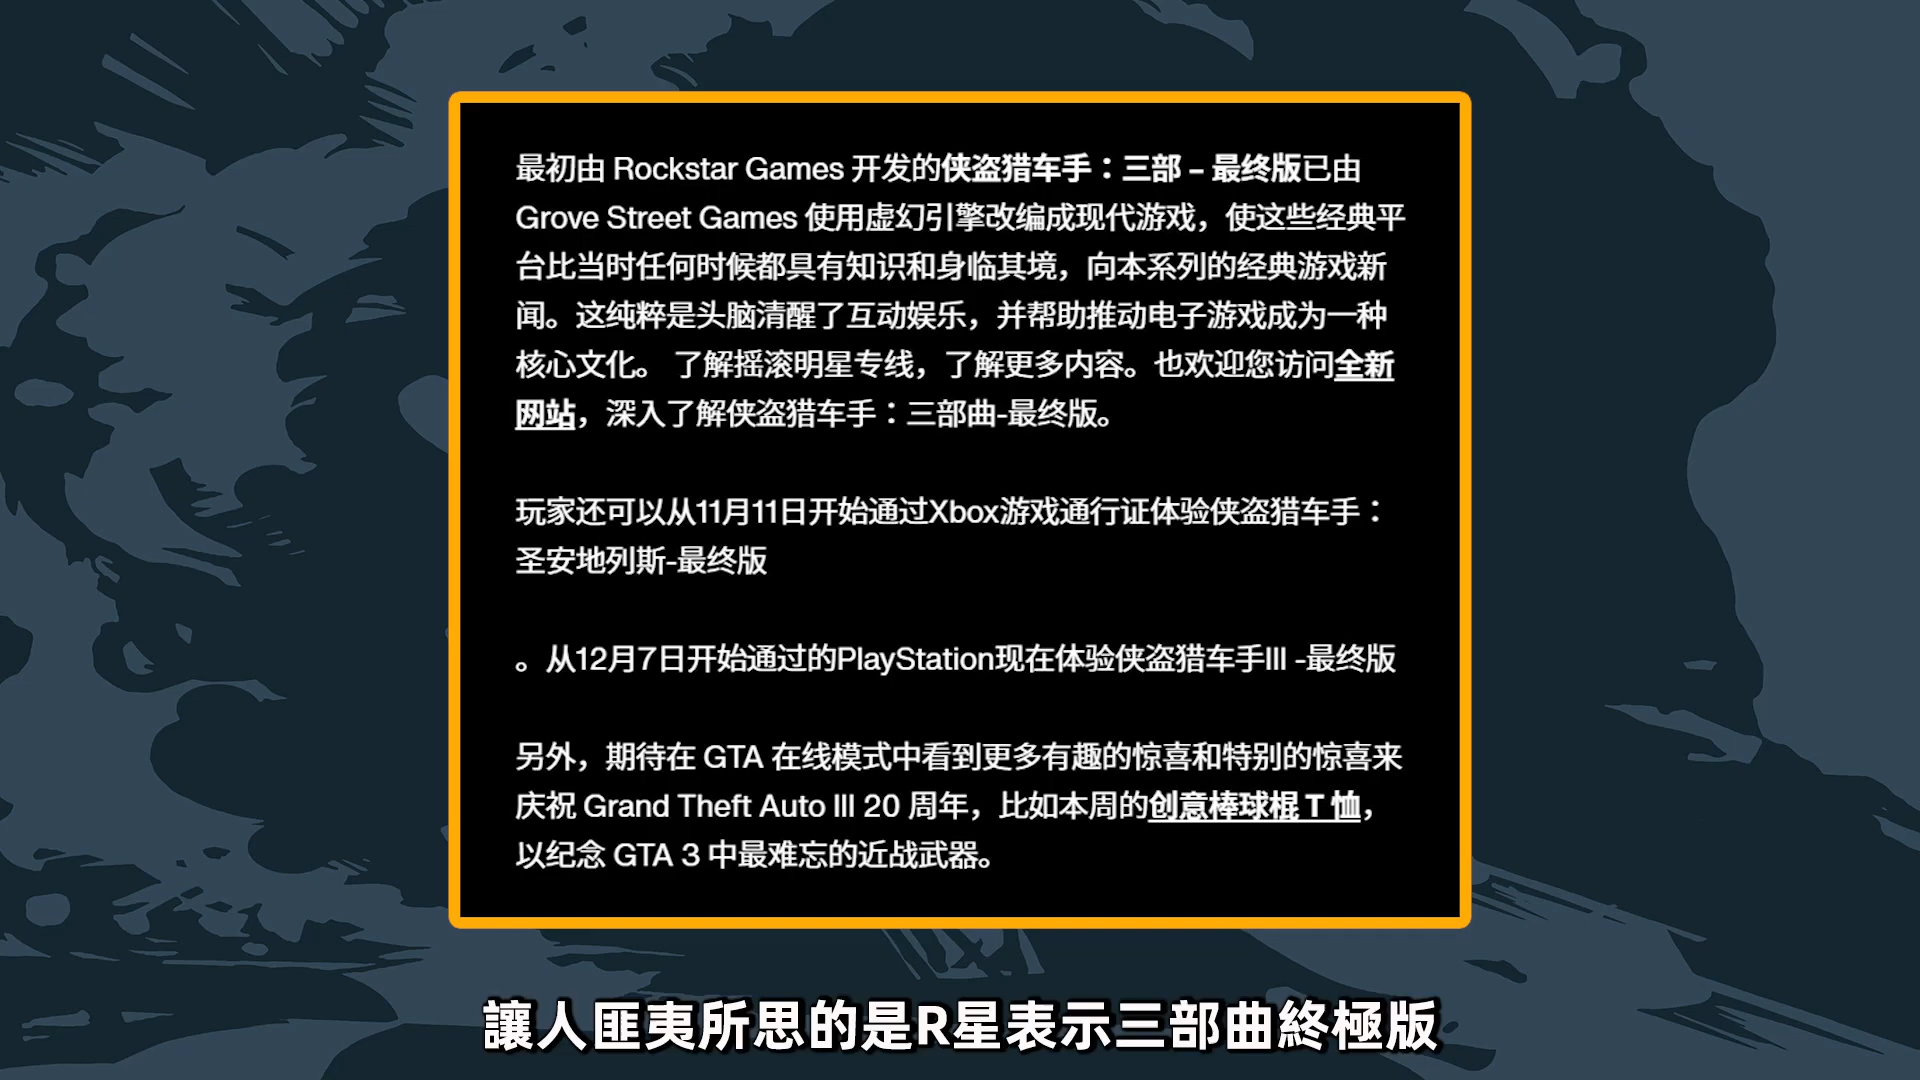 最初由 Rockstar Games 开发的侠盗猎车手：三部 – 最终版已由
Grove Street Games 使用虚幻引擎改编成现代游戏，使这些经典平
台比当时任何时候都具有知识和身临其境，向本系列的经典游戏新
闻。这纯粹是头脑清醒了互动娱乐，并帮助推动电子游戏成为一种
核心文化。 了解摇滚明星专线，了解更多内容。也欢迎您访问全新
网站，深入了解侠盗猎车手：三部曲-最终版。
玩家还可以从11月11日开始通过Xbox游戏通行证体验侠盗猎车手：
圣安地列斯-最终版
。从12月7日开始通过的PlayStation现在体验侠盗猎车手III -最终版
另外，期待在 GTA 在线模式中看到更多有趣的惊喜和特别的惊喜来
庆祝 Grand Theft Auto III 20 周年，比如本周的创意棒球棍 T 恤，
以纪念 GTA 3 中最难忘的近战武器。
讓人匪夷所思的是R星表示三部曲終極版